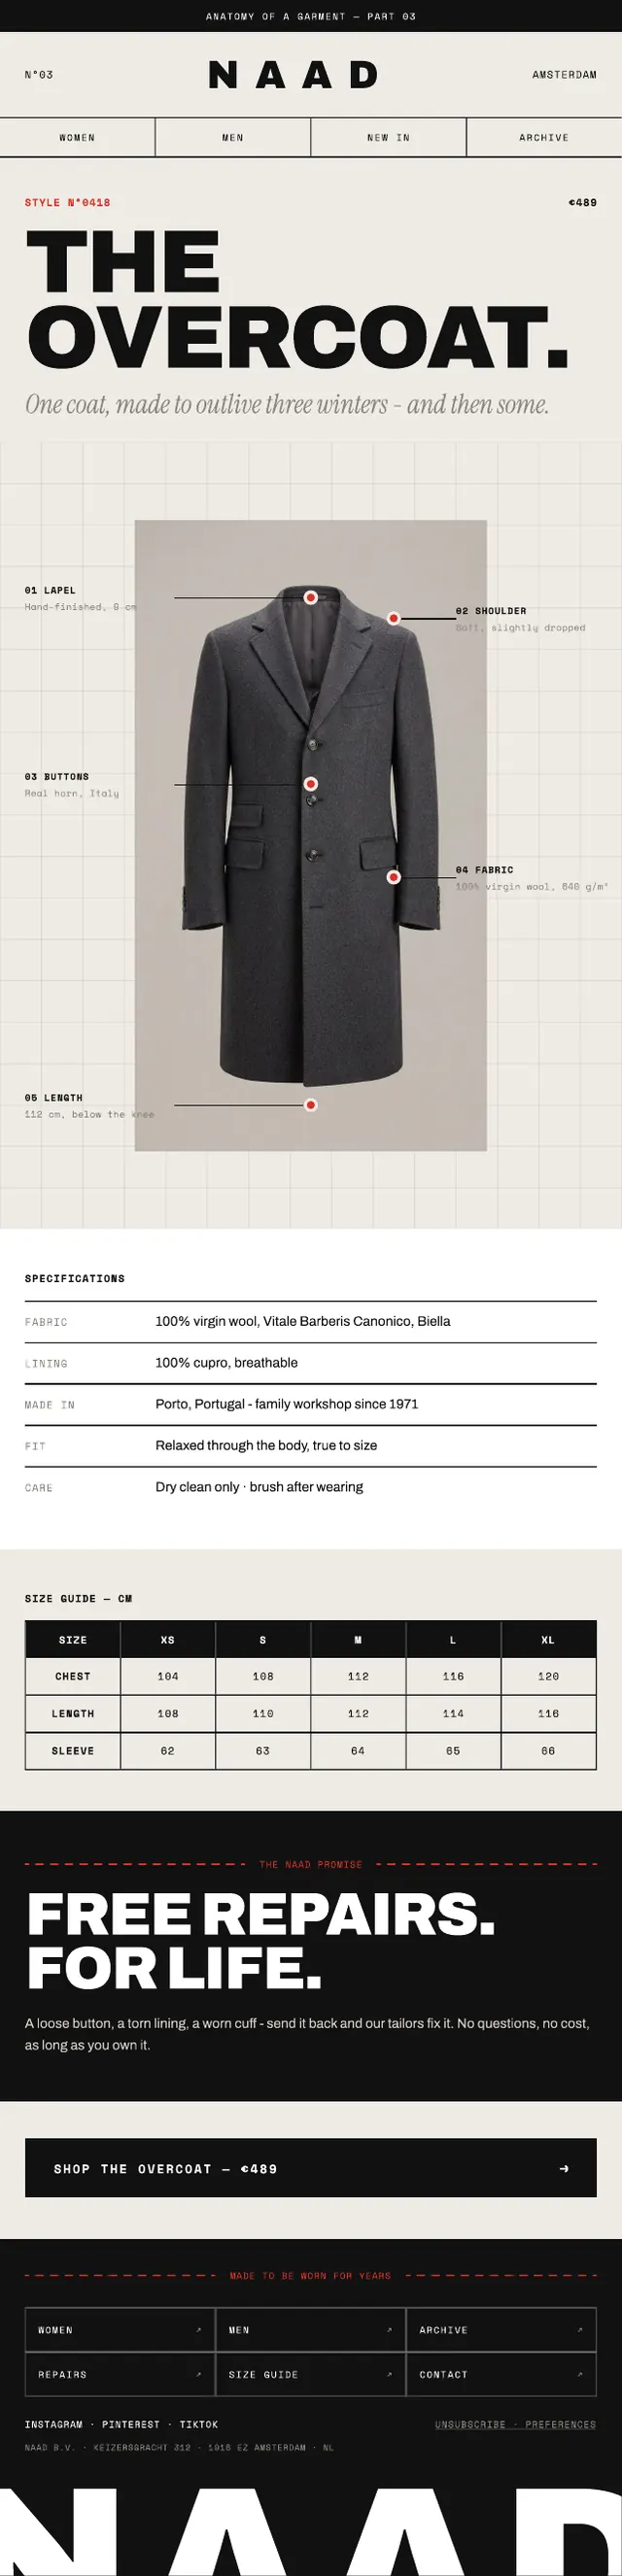 ANATOMY OF A GARMENT — PART 03
N°03
NAAD
AMSTERDAM
WOMEN
MEN
NEW IN
ARCHIVE
STYLE N°0418
€489
THE
OVERCOAT.
One coat, made to outlive three winters - and then some.
01 LAPEL
Hand-finished, 9 cm
02 SHOULDER
Soft, slightly dropped
03 BUTTONS
Real horn, Italy
04 FABRIC
100% virgin wool, 640 g/m²
05 LENGTH
112 cm, below the knee
SPECIFICATIONS
FABRIC 100% virgin wool, Vitale Barberis Canonico, Biella
LINING 100% cupro, breathable
MADE IN Porto, Portugal - family workshop since 1971
FIT Relaxed through the body, true to size
CARE Dry clean only · brush after wearing
SIZE GUIDE — CM
SIZE XS S M L XL
CHEST 104 108 112 116 120
LENGTH 108 110 112 114 116
SLEEVE 62 63 64 65 66
THE NAAD PROMISE
FREE REPAIRS.
FOR LIFE.
A loose button, a torn lining, a worn cuff - send it back and our tailors fix it. No questions, no cost,
as long as you own it.
SHOP THE OVERCOAT — €489 →
MADE TO BE WORN FOR YEARS
WOMEN ↗ MEN ↗ ARCHIVE ↗
REPAIRS ↗ SIZE GUIDE ↗ CONTACT ↗
INSTAGRAM · PINTEREST · TIKTOK
UNSUBSCRIBE · PREFERENCES
NAAD B.V. · KEIZERSGRACHT 312 · 1016 EZ AMSTERDAM · NL
NAAD